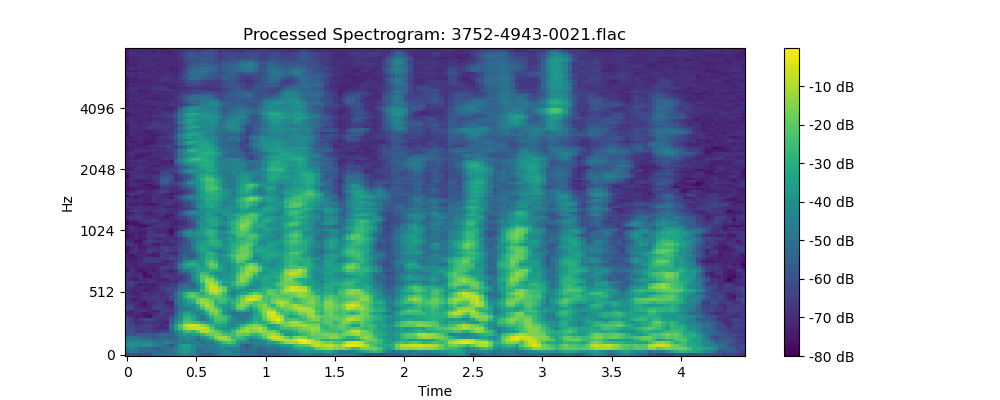 Processed Spectrogram: 3752-4943-0021.flac
Hz
4096
2048
1024
512
0
0 0.5 1 1.5 2 2.5 3 3.5 4
Time
-10 dB
-20 dB
-30 dB
-40 dB
-50 dB
-60 dB
-70 dB
-80 dB